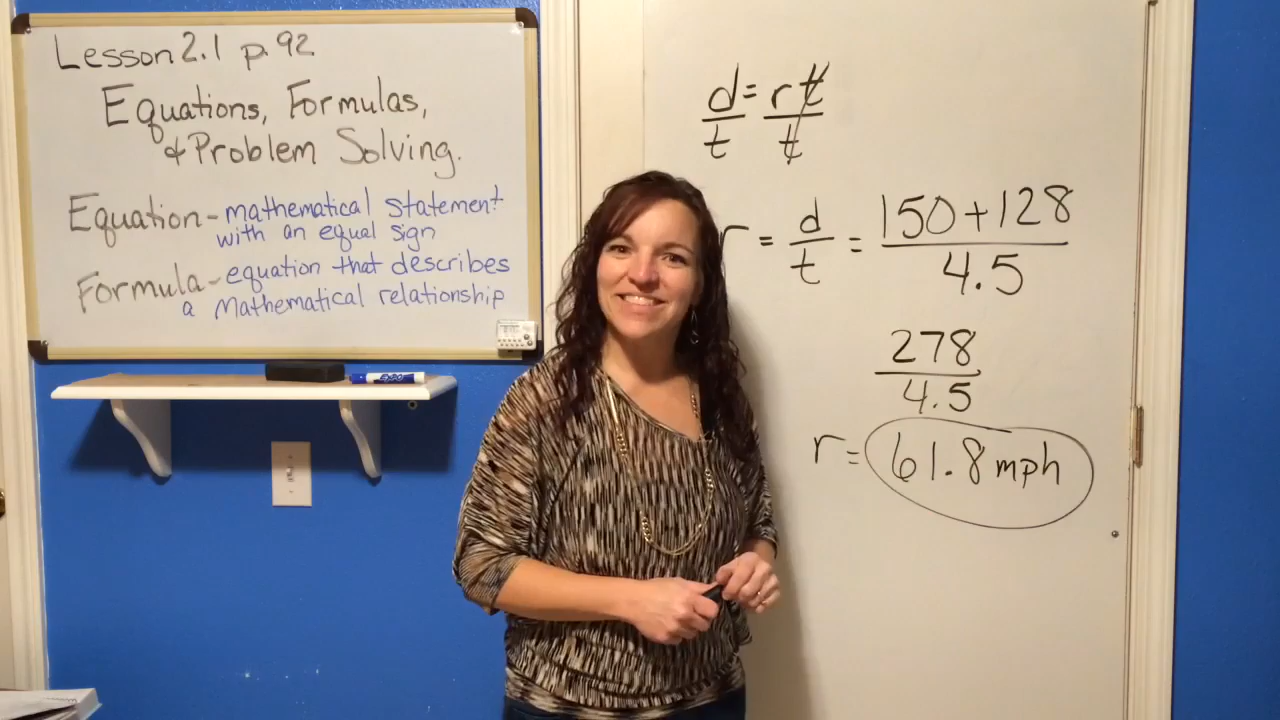 Lesson 2.1 p.92
Equations, Formulas,
& Problem Solving.
Equation - mathematical statement
with an equal sign
Formula - equation that describes
a mathematical relationship
EXPO
d = rt
t t
r = d/t = 150+128/4.5
278/4.5
r = 61.8 mph